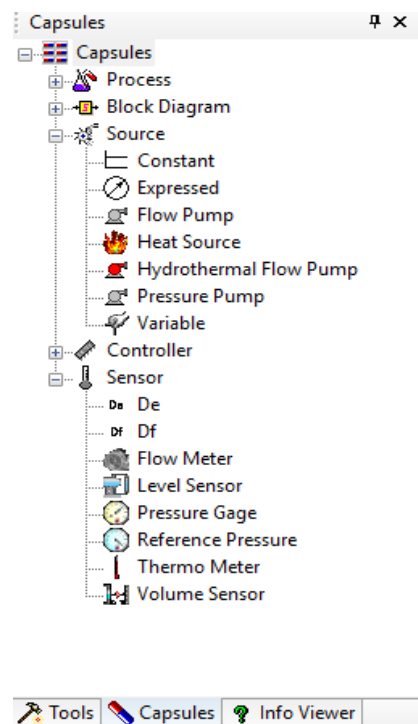 Capsules
Capsules
Process
Block Diagram
Source
Constant
Expressed
Flow Pump
Heat Source
Hydrothermal Flow Pump
Pressure Pump
Variable
Controller
Sensor
De De
Df Df
Flow Meter
Level Sensor
Pressure Gage
Reference Pressure
Thermo Meter
Volume Sensor
Tools Capsules Info Viewer